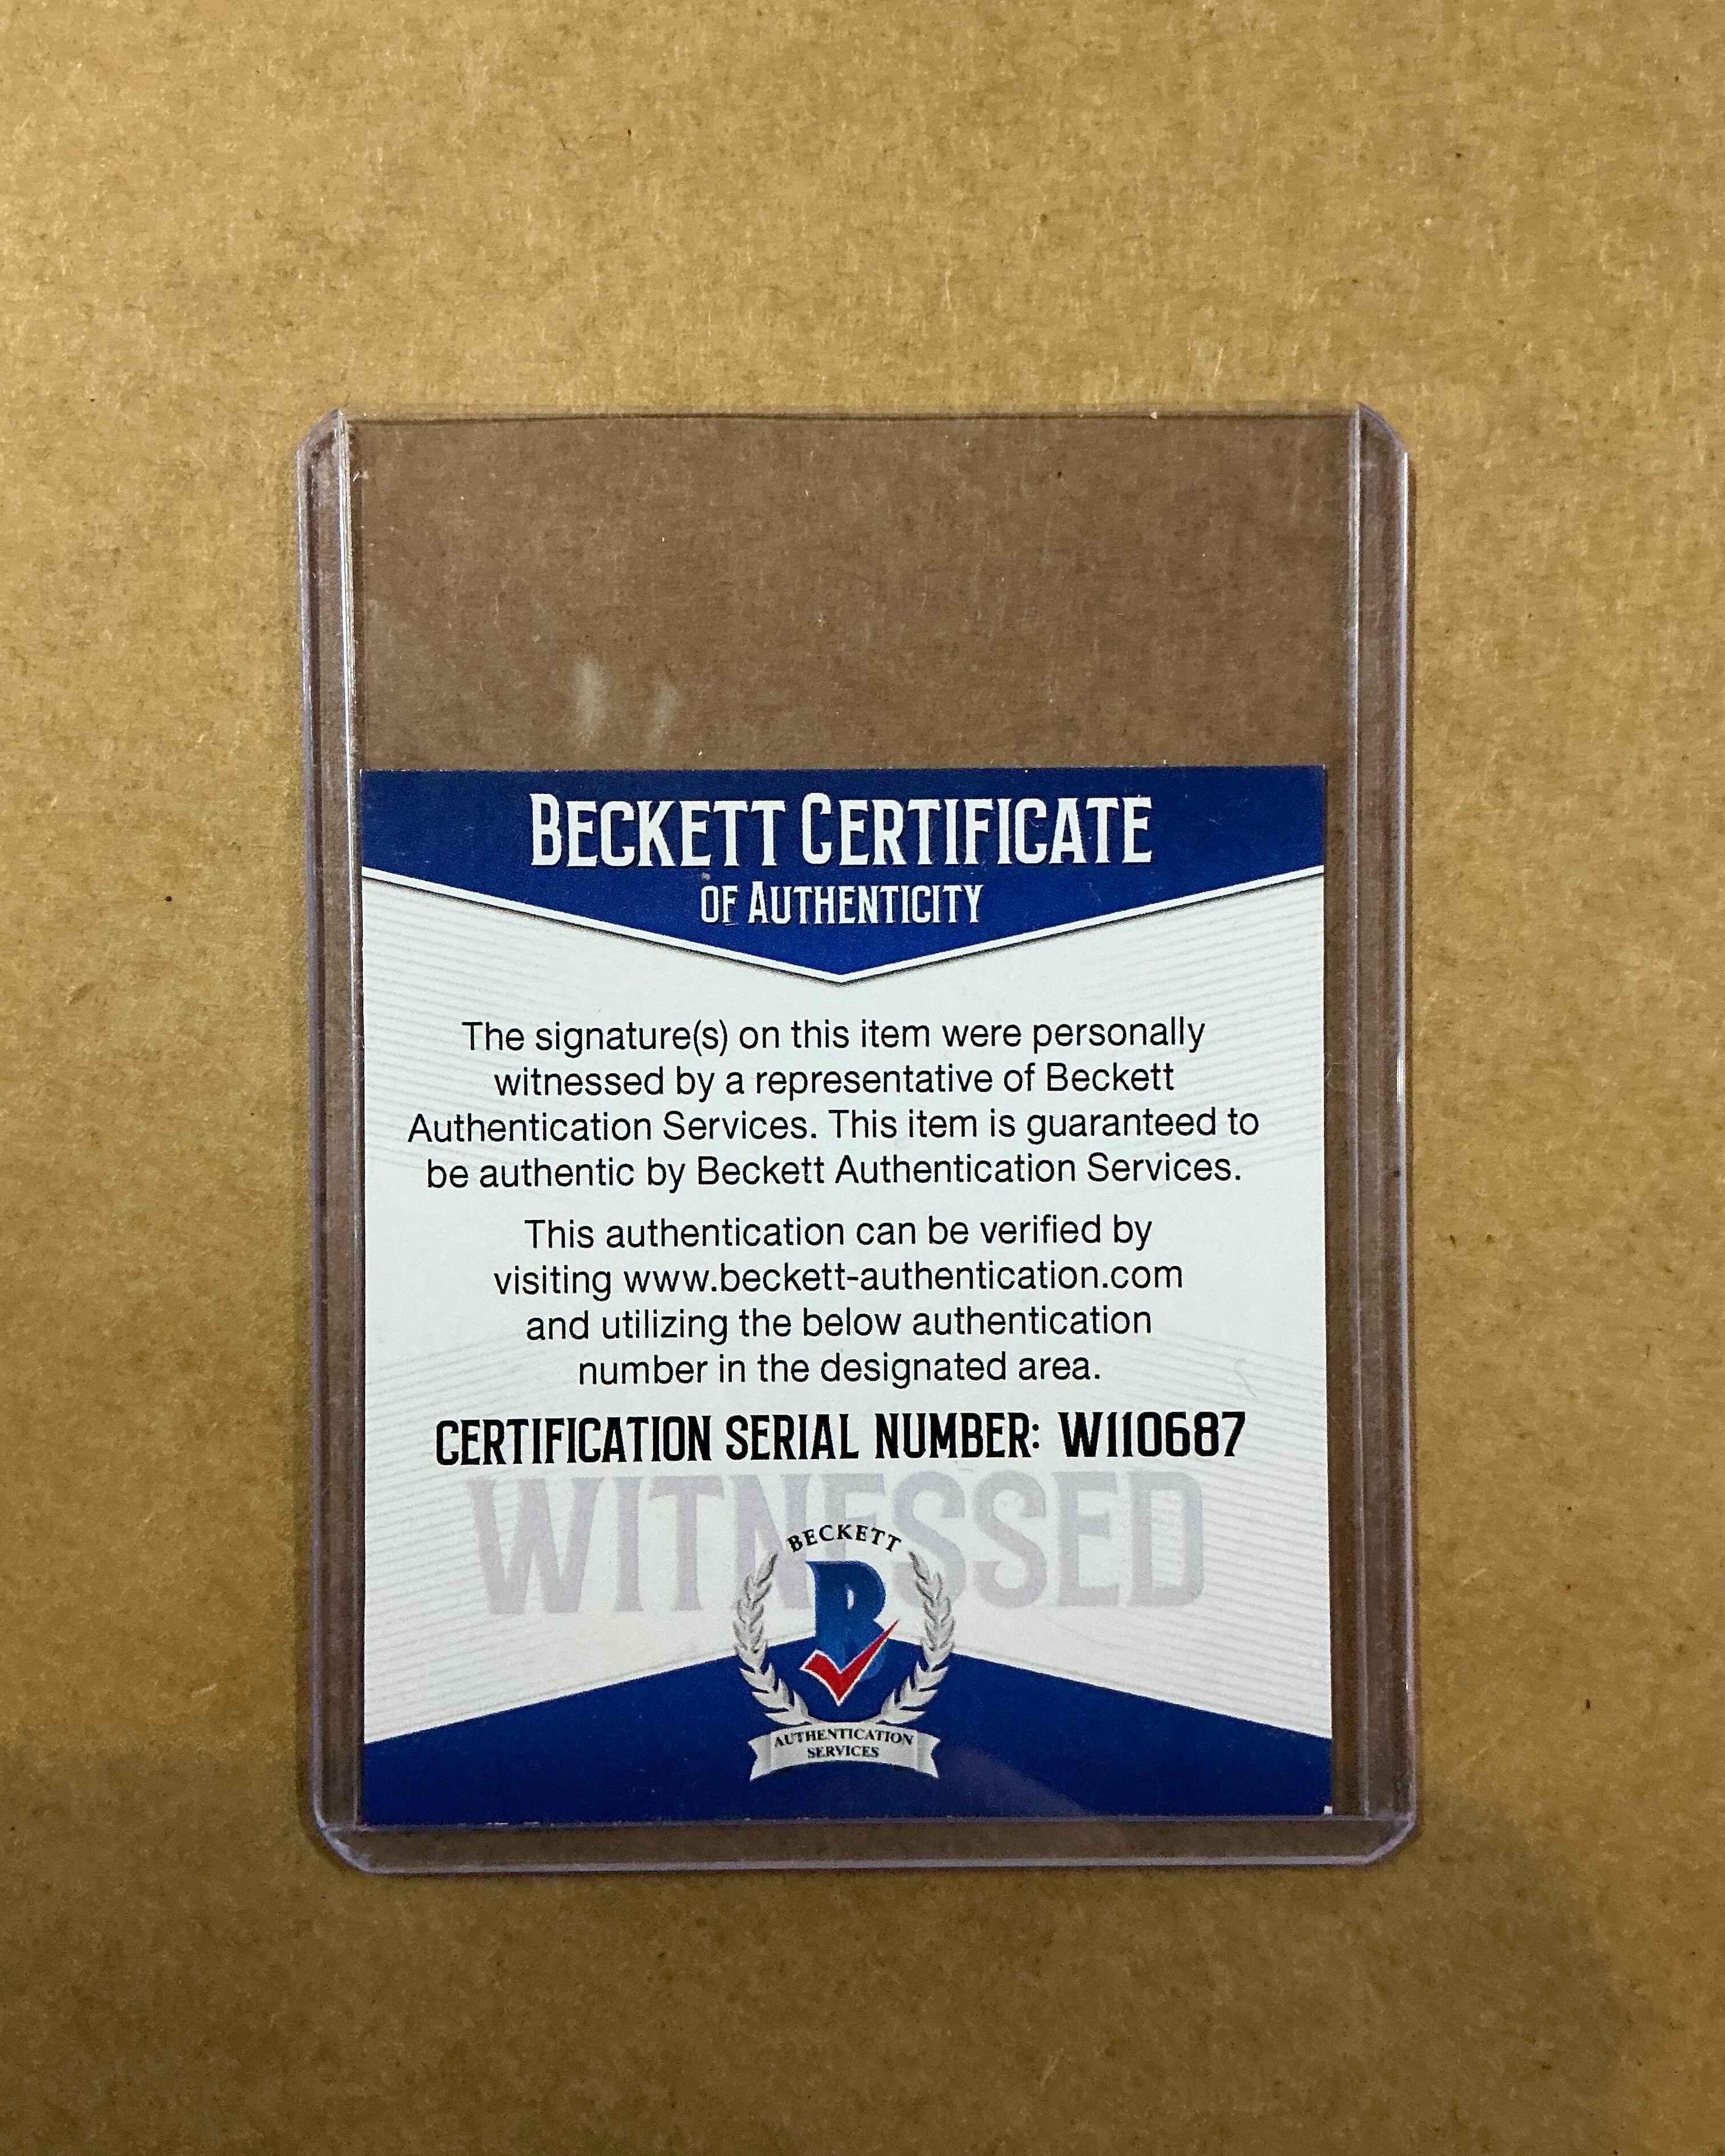 BECKETT CERTIFICATE
OF AUTHENTICITY
The signature(s) on this item were personally
witnessed by a representative of Beckett
Authentication Services. This item is guaranteed to
be authentic by Beckett Authentication Services.
This authentication can be verified by
visiting www.beckett-authentication.com
and utilizing the below authentication
number in the designated area.
CERTIFICATION SERIAL NUMBER: W110687
WITNESSED
BECKETT
B
AUTHENTICATION
SERVICES